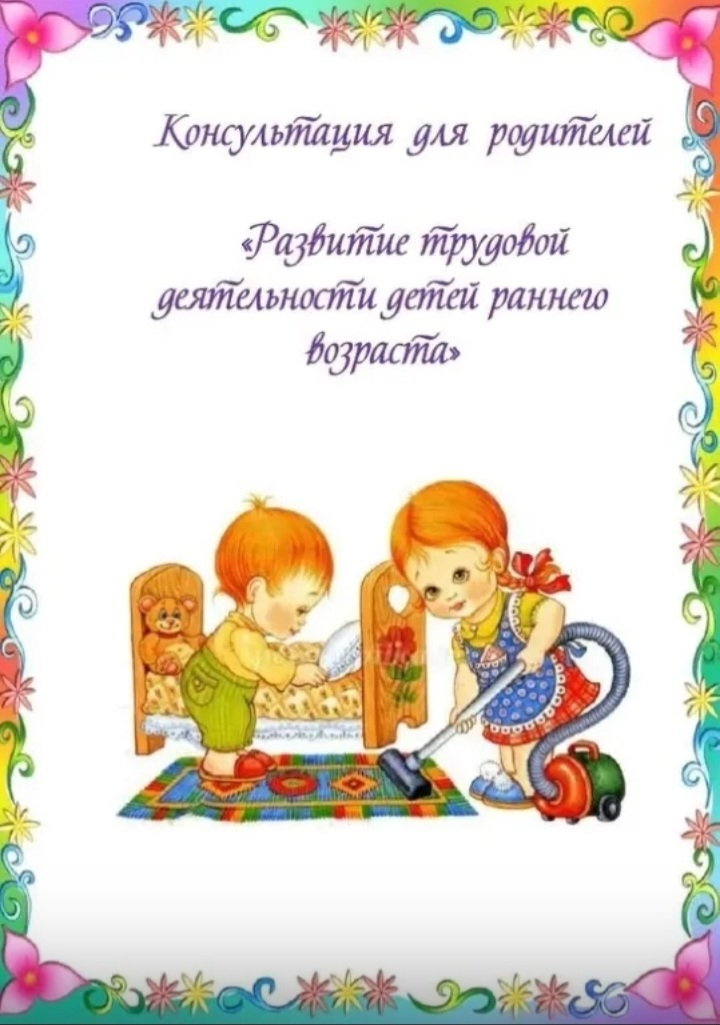 Консультация для родителей
«Развитие трудовой
деятельности детей раннего
возраста»